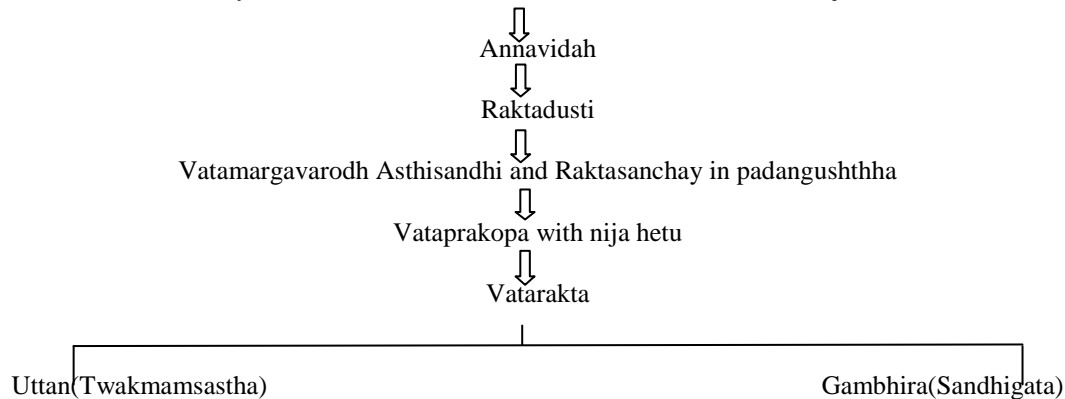 Annavidah
Raktadusti
Vatamargavarodh Asthisandhi and Raktasanchay in padangushthha
Vataprakopa with nija hetu
Vatarakta
Uttan(Twakmamsastha) Gambhira(Sandhigata)